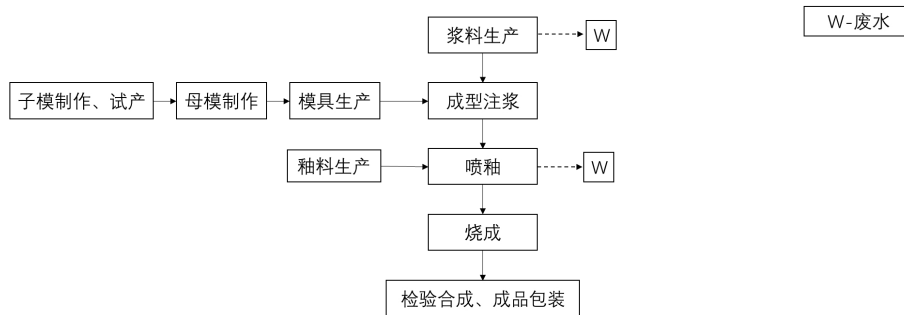 浆料生产
W
W-废水
子模制作、试产
母模制作
模具生产
成型注浆
釉料生产
喷釉
W
烧成
检验合成、成品包装